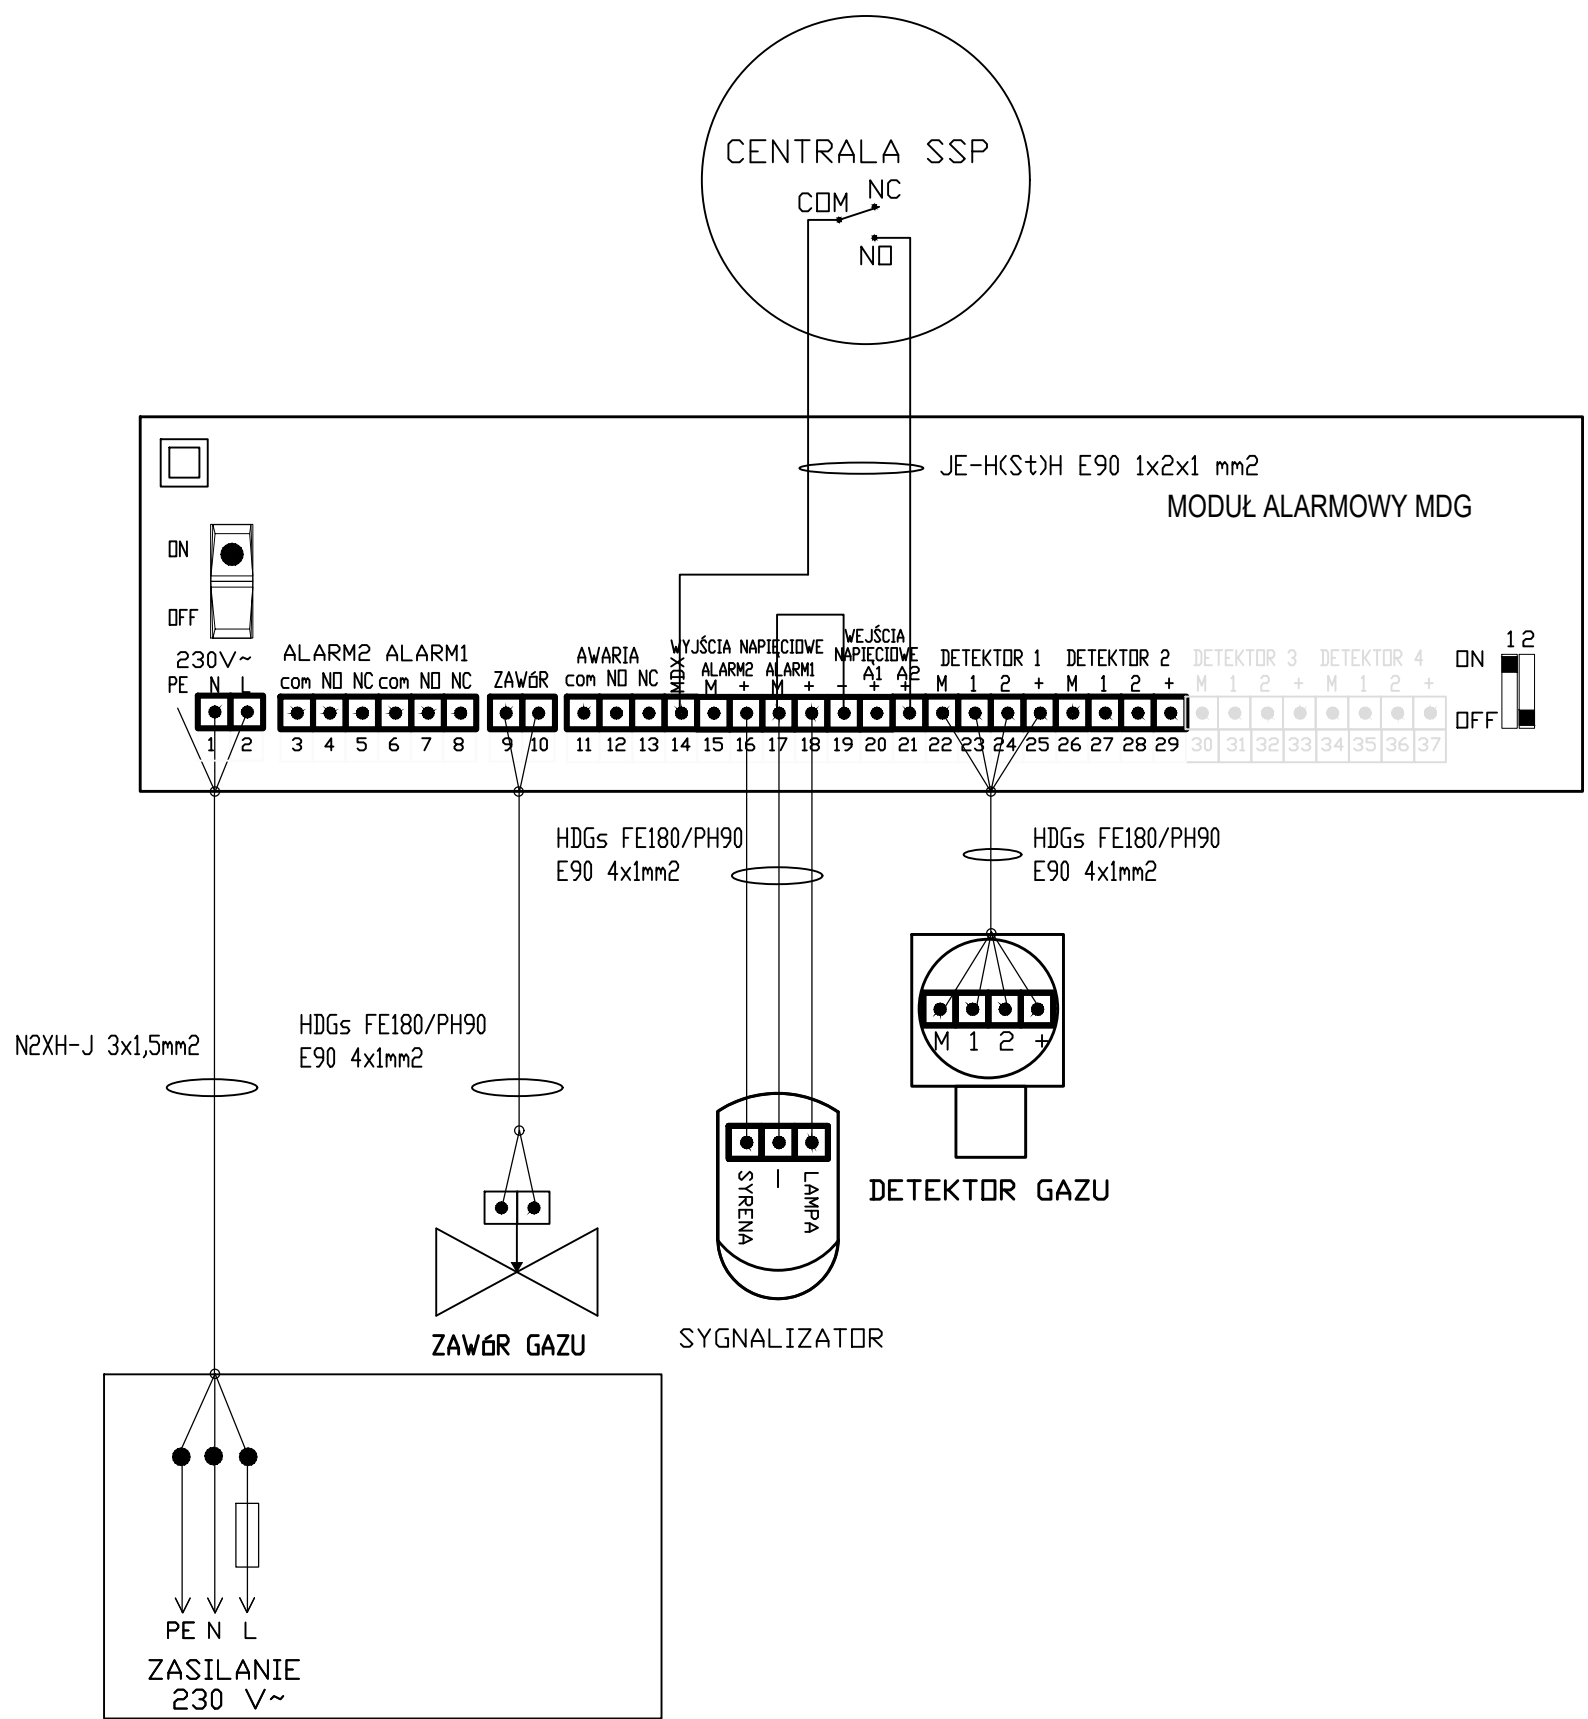 CENTRALA SSP
NC
COM
NO
JE-H(St)H E90 1x2x1 mm2
MODUŁ ALARMOWY MDG
ON
OFF
230V~
PE N L
ALARM2 ALARM1
com NO NC com NO NC
ZAWóR
AWARIA
com NO NC
MDX
WYJŚCIA NAPIĘCIOWE
ALARM2 ALARM1
M + M +
WEJŚCIA
NAPIĘCIOWE
A1 A2
- + +
DETEKTOR 1 DETEKTOR 2 DETEKTOR 3 DETEKTOR 4
M 1 2 + M 1 2 + M 1 2 + M 1 2 +
1 2
ON
OFF
1 2 3 4 5 6 7 8 9 10 11 12 13 14 15 16 17 18 19 20 21 22 23 24 25 26 27 28 29 30 31 32 33 34 35 36 37
HDGs FE180/PH90
E90 4x1mm2
HDGs FE180/PH90
E90 4x1mm2
HDGs FE180/PH90
E90 4x1mm2
N2XH-J 3x1,5mm2
M 1 2 +
DETEKTOR GAZU
SYRENA
-
LAMPA
SYGNALIZATOR
ZAWóR GAZU
PE N L
ZASILANIE
230 V~